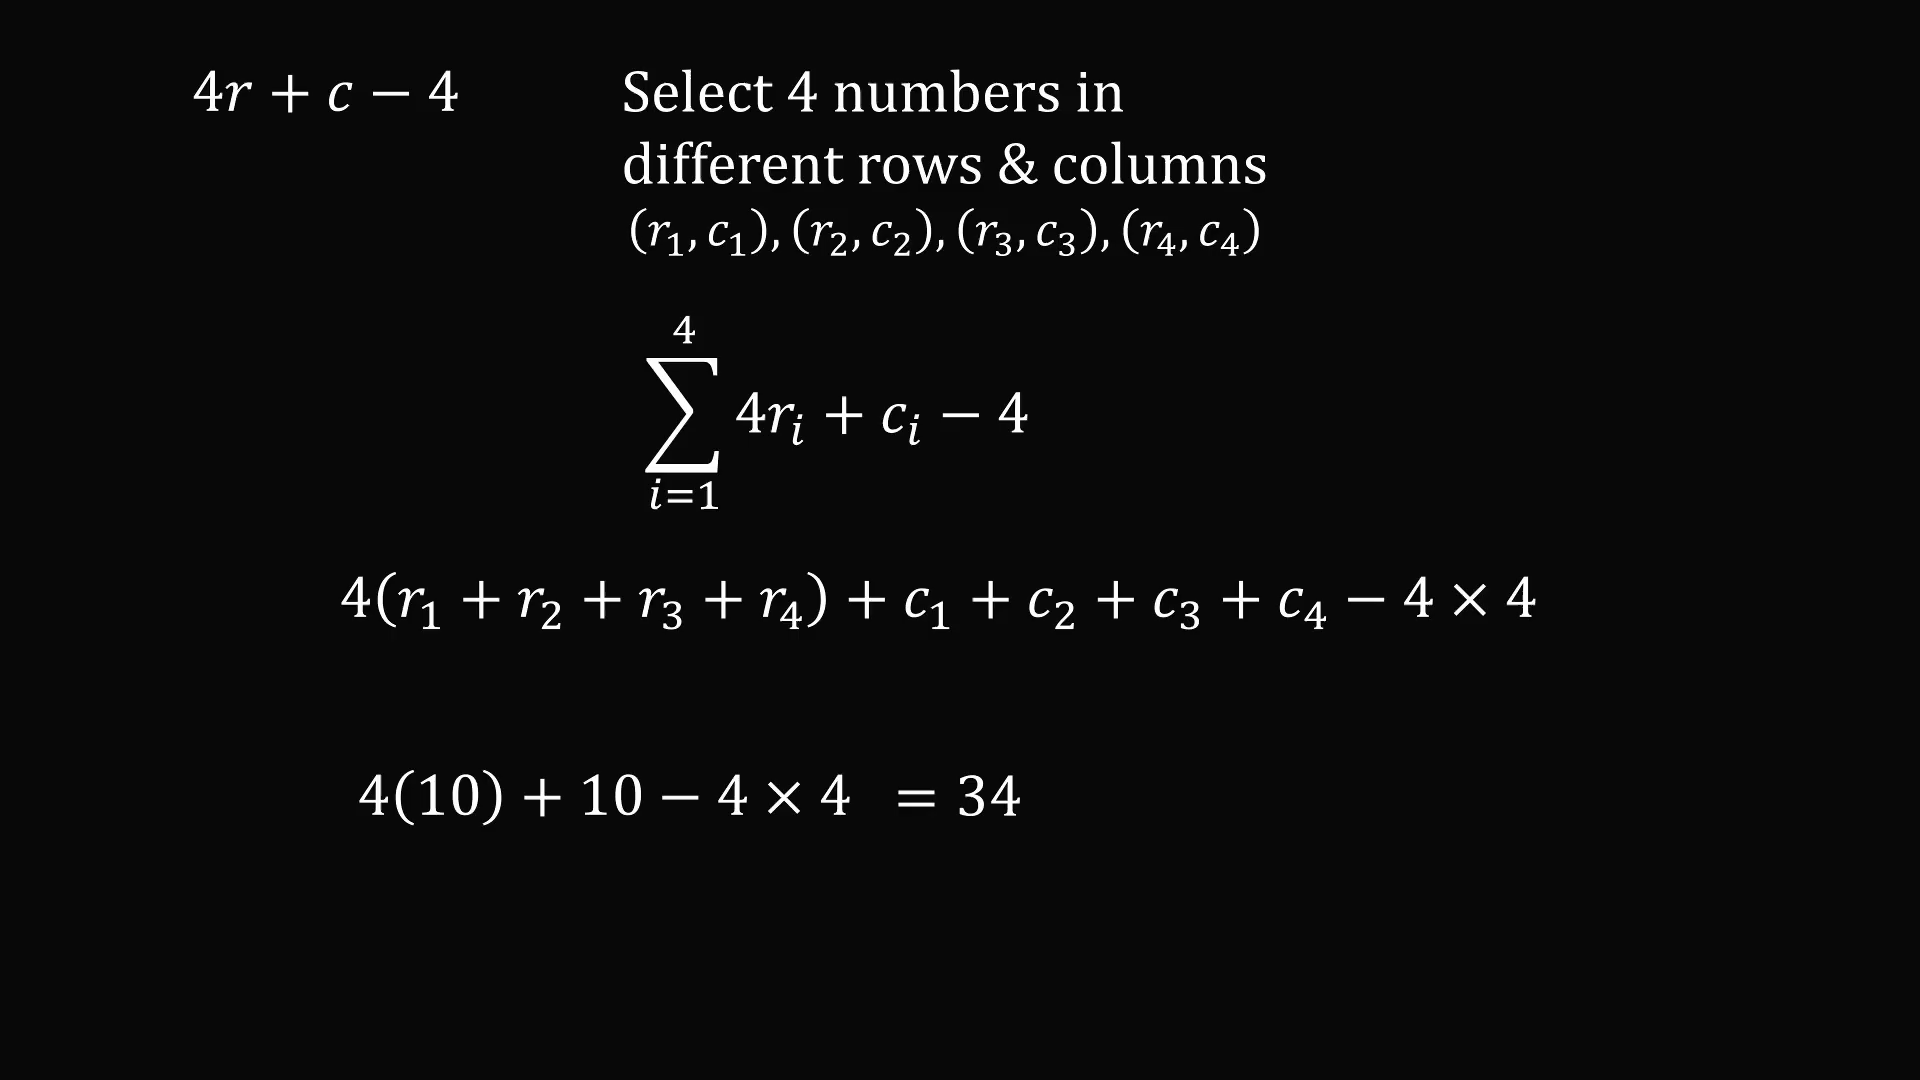 4r + c − 4
Select 4 numbers in
different rows & columns
(r₁, c₁), (r₂, c₂), (r₃, c₃), (r₄, c₄)
4
∑ 4rᵢ + cᵢ − 4
i=1
4(r₁ + r₂ + r₃ + r₄) + c₁ + c₂ + c₃ + c₄ − 4 × 4
4(10) + 10 − 4 × 4 = 34